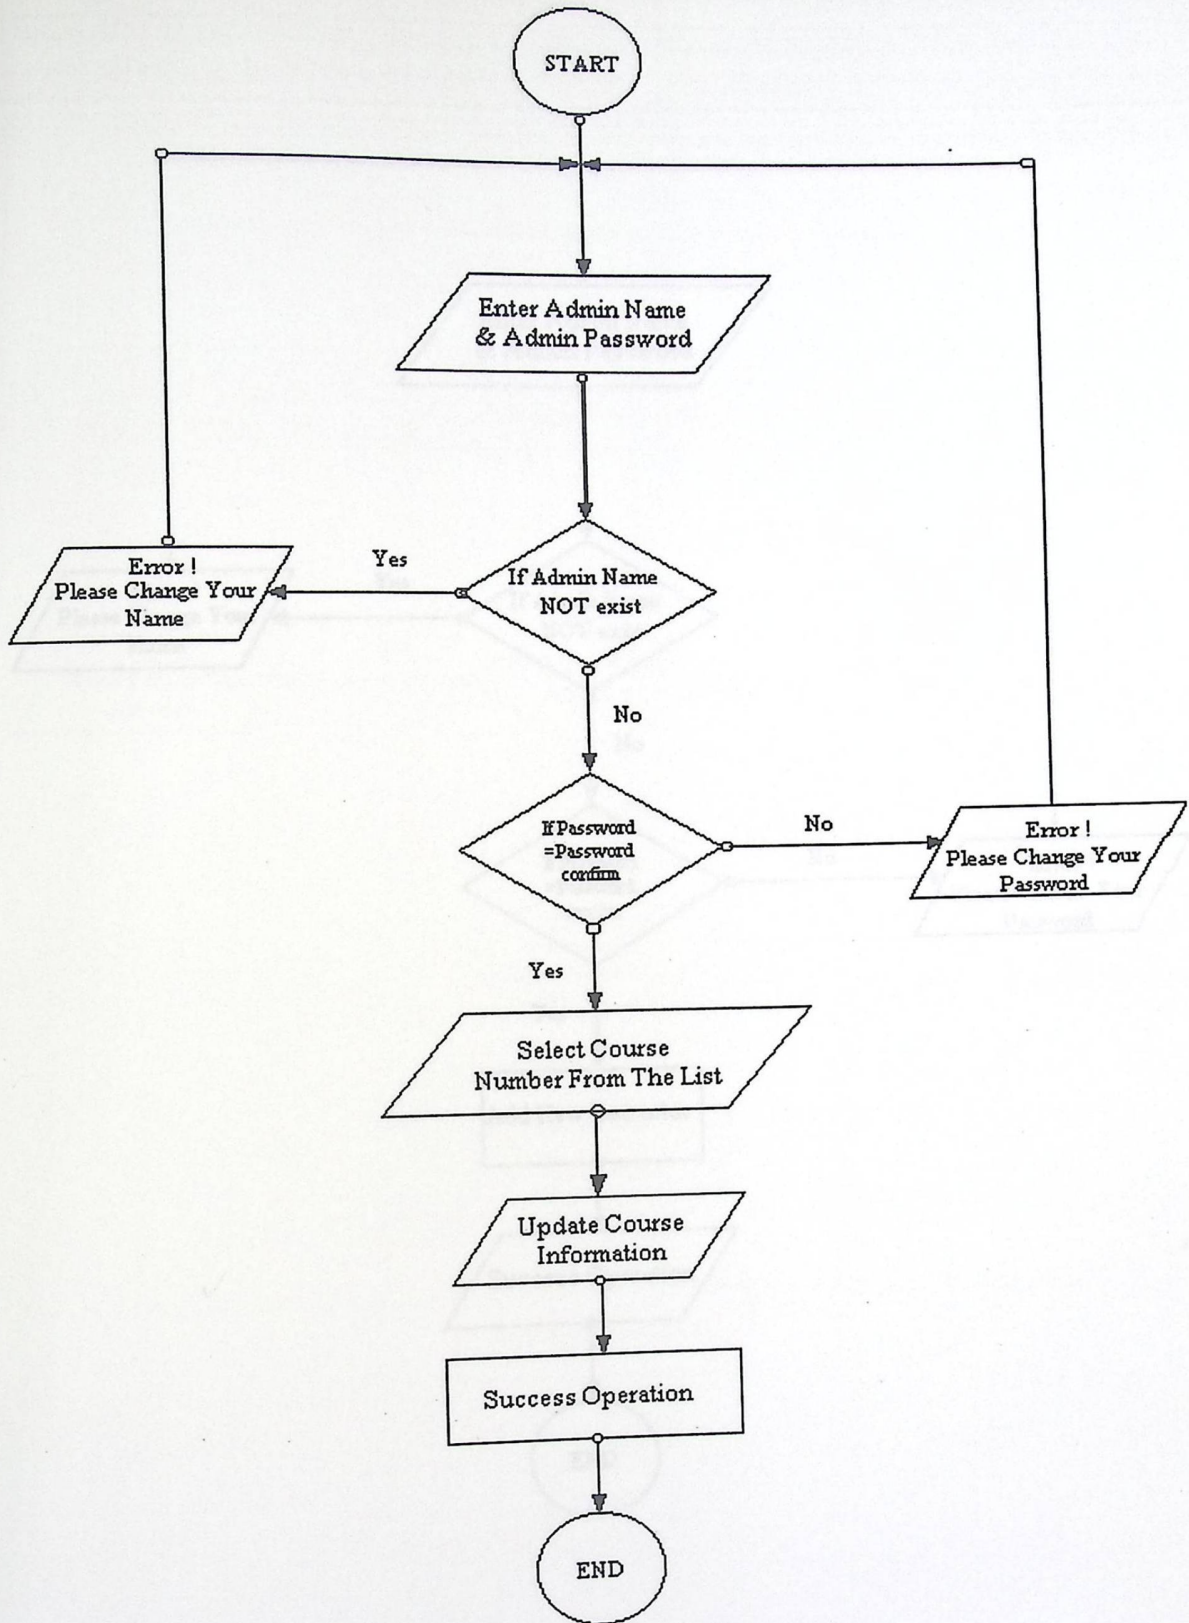 START
Enter Admin Name
& Admin Password
Yes
Error !
Please Change Your
Name
If Admin Name
NOT exist
No
If Password
=Password
confirm
No
Error !
Please Change Your
Password
Yes
Select Course
Number From The List
Update Course
Information
Success Operation
END